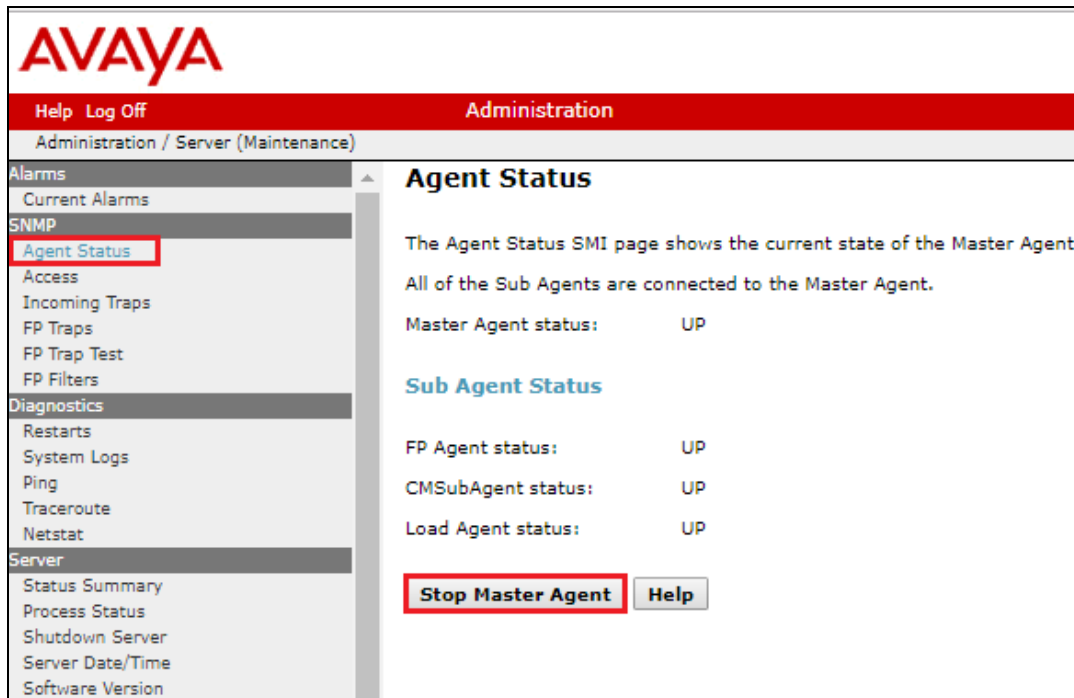 AVAYA
Help Log Off
Administration
Administration / Server (Maintenance)
Alarms
Current Alarms
SNMP
Agent Status
Access
Incoming Traps
FP Traps
FP Trap Test
FP Filters
Diagnostics
Restarts
System Logs
Ping
Traceroute
Netstat
Server
Status Summary
Process Status
Shutdown Server
Server Date/Time
Software Version
Agent Status
The Agent Status SMI page shows the current state of the Master Agent
All of the Sub Agents are connected to the Master Agent.
Master Agent status: UP
Sub Agent Status
FP Agent status: UP
CMSubAgent status: UP
Load Agent status: UP
Stop Master Agent Help